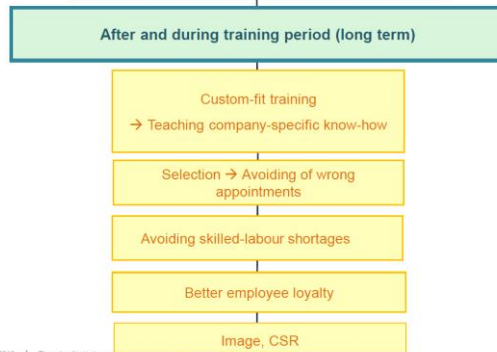 After and during training period (long term)
Custom-fit training
→ Teaching company-specific know-how
Selection → Avoiding of wrong
appointments
Avoiding skilled-labour shortages
Better employee loyalty
Image, CSR